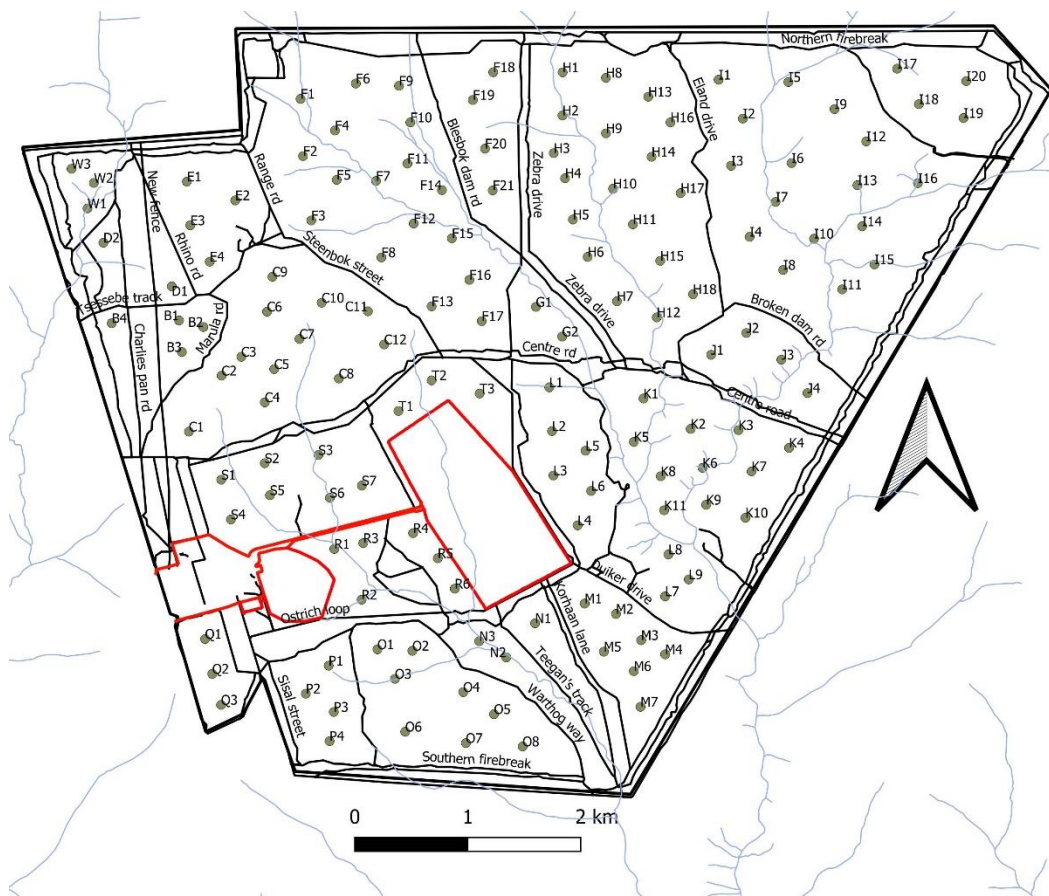 Northern firebreak
F18
H1
H8
I1
I5
I17
I20
F6
F9
F1
F19
H13
I18
I19
I9
F4
F10
H2
H16
Eland drive
I2
Blesbok dam rd
H9
I12
F2
F11
F20
H3
H14
I3
I6
W3
W2
New fence
E1
Range rd
F5
F7
F14
F21
Zebra drive
H4
H10
H17
I13
I16
W1
E2
I7
E3
Rhino rd
F3
F12
H5
H11
I14
D2
Steenbok street
F15
I4
I10
E4
F8
H6
H15
I8
I15
C9
F16
Zebra drive
D1
I11
Tsessebe track
C10
F13
G1
H7
H18
Broken dam rd
B4
B1
B2
Marula rd
C6
C11
F17
H12
Charlies pan rd
B3
C7
C12
G2
J2
C3
Centre rd
J1
J3
C2
C5
C8
T2
T3
L1
K1
J4
C4
T1
Centre road
C1
L2
K2
K3
K5
K4
S2
S3
L5
S1
S5
S6
S7
L3
K8
K6
K7
L6
S4
K11
K9
K10
R4
L4
R1
R3
R5
L8
Duiker drive
R2
R6
L9
L7
Ostrich loop
Korhaan lane
M1
M2
N1
Q1
O1
O2
N3
N2
M3
M5
M4
P1
O3
Teegan's track
M6
Q2
Sisal street
P2
O4
Warthog way
Q3
P3
O5
M7
P4
O6
O7
O8
Southern firebreak
0
1
2 km